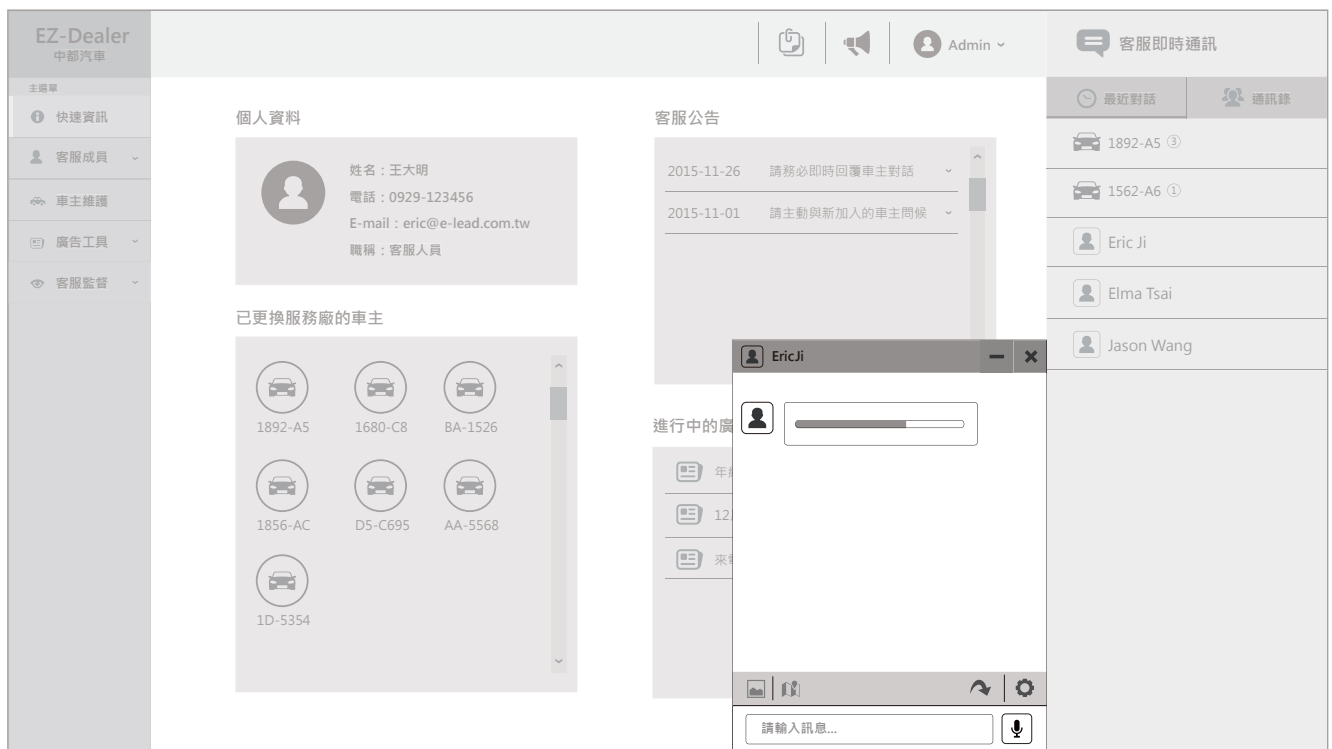 EZ-Dealer
中都汽車
Admin
客服即時通訊
主選單
快速資訊
客服成員
車主維護
廣告工具
客服監督
個人資料
姓名：王大明
電話：0929-123456
E-mail：eric@e-lead.com.tw
職稱：客服人員
客服公告
2015-11-26 請務必即時回覆車主對話
2015-11-01 請主動與新加入的車主問候
最近對話
通訊錄
1892-A5 ③
1562-A6 ①
Eric Ji
Elma Tsai
Jason Wang
已更換服務廠的車主
1892-A5 1680-C8 BA-1526
1856-AC D5-C695 AA-5568
1D-5354
進行中的廣
年
12
來
EricJi
請輸入訊息...